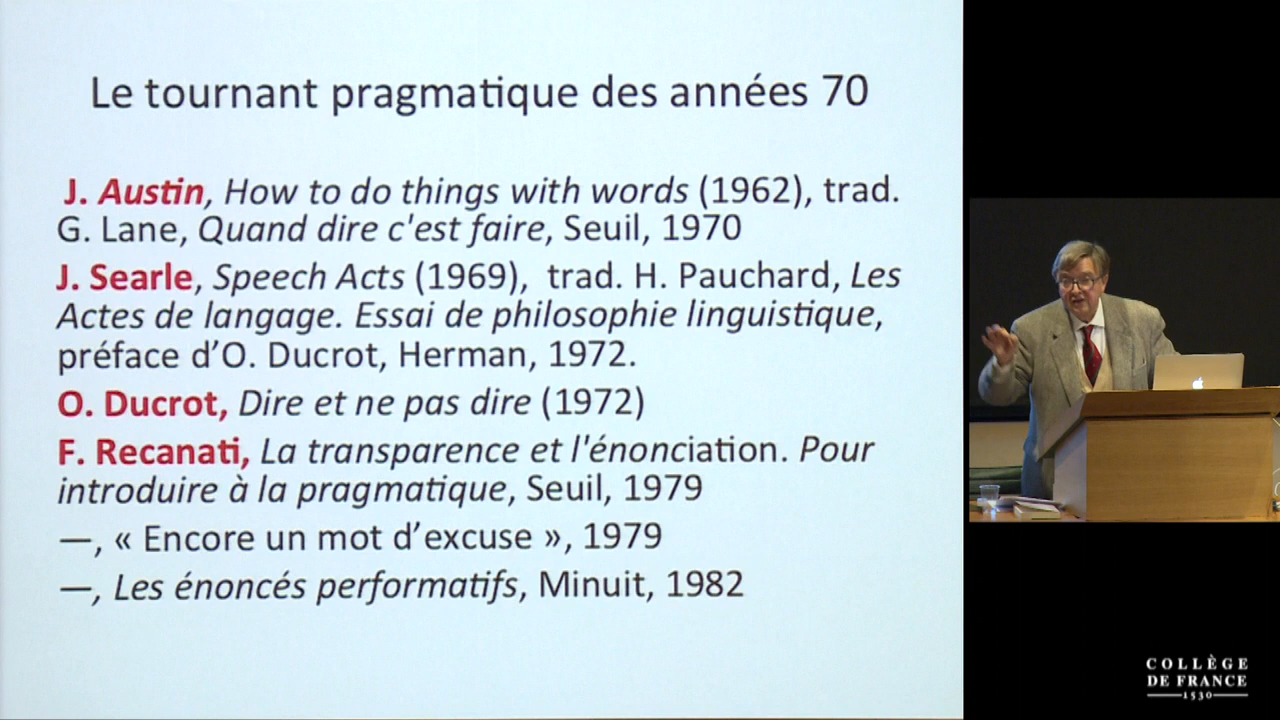 Le tournant pragmatique des années 70
J. Austin, How to do things with words (1962), trad.
G. Lane, Quand dire c'est faire, Seuil, 1970
J. Searle, Speech Acts (1969), trad. H. Pauchard, Les
Actes de langage. Essai de philosophie linguistique,
préface d’O. Ducrot, Herman, 1972.
O. Ducrot, Dire et ne pas dire (1972)
F. Recanati, La transparence et l'énonciation. Pour
introduire à la pragmatique, Seuil, 1979
—, « Encore un mot d’excuse », 1979
—, Les énoncés performatifs, Minuit, 1982
COLLÈGE
DE FRANCE
1530